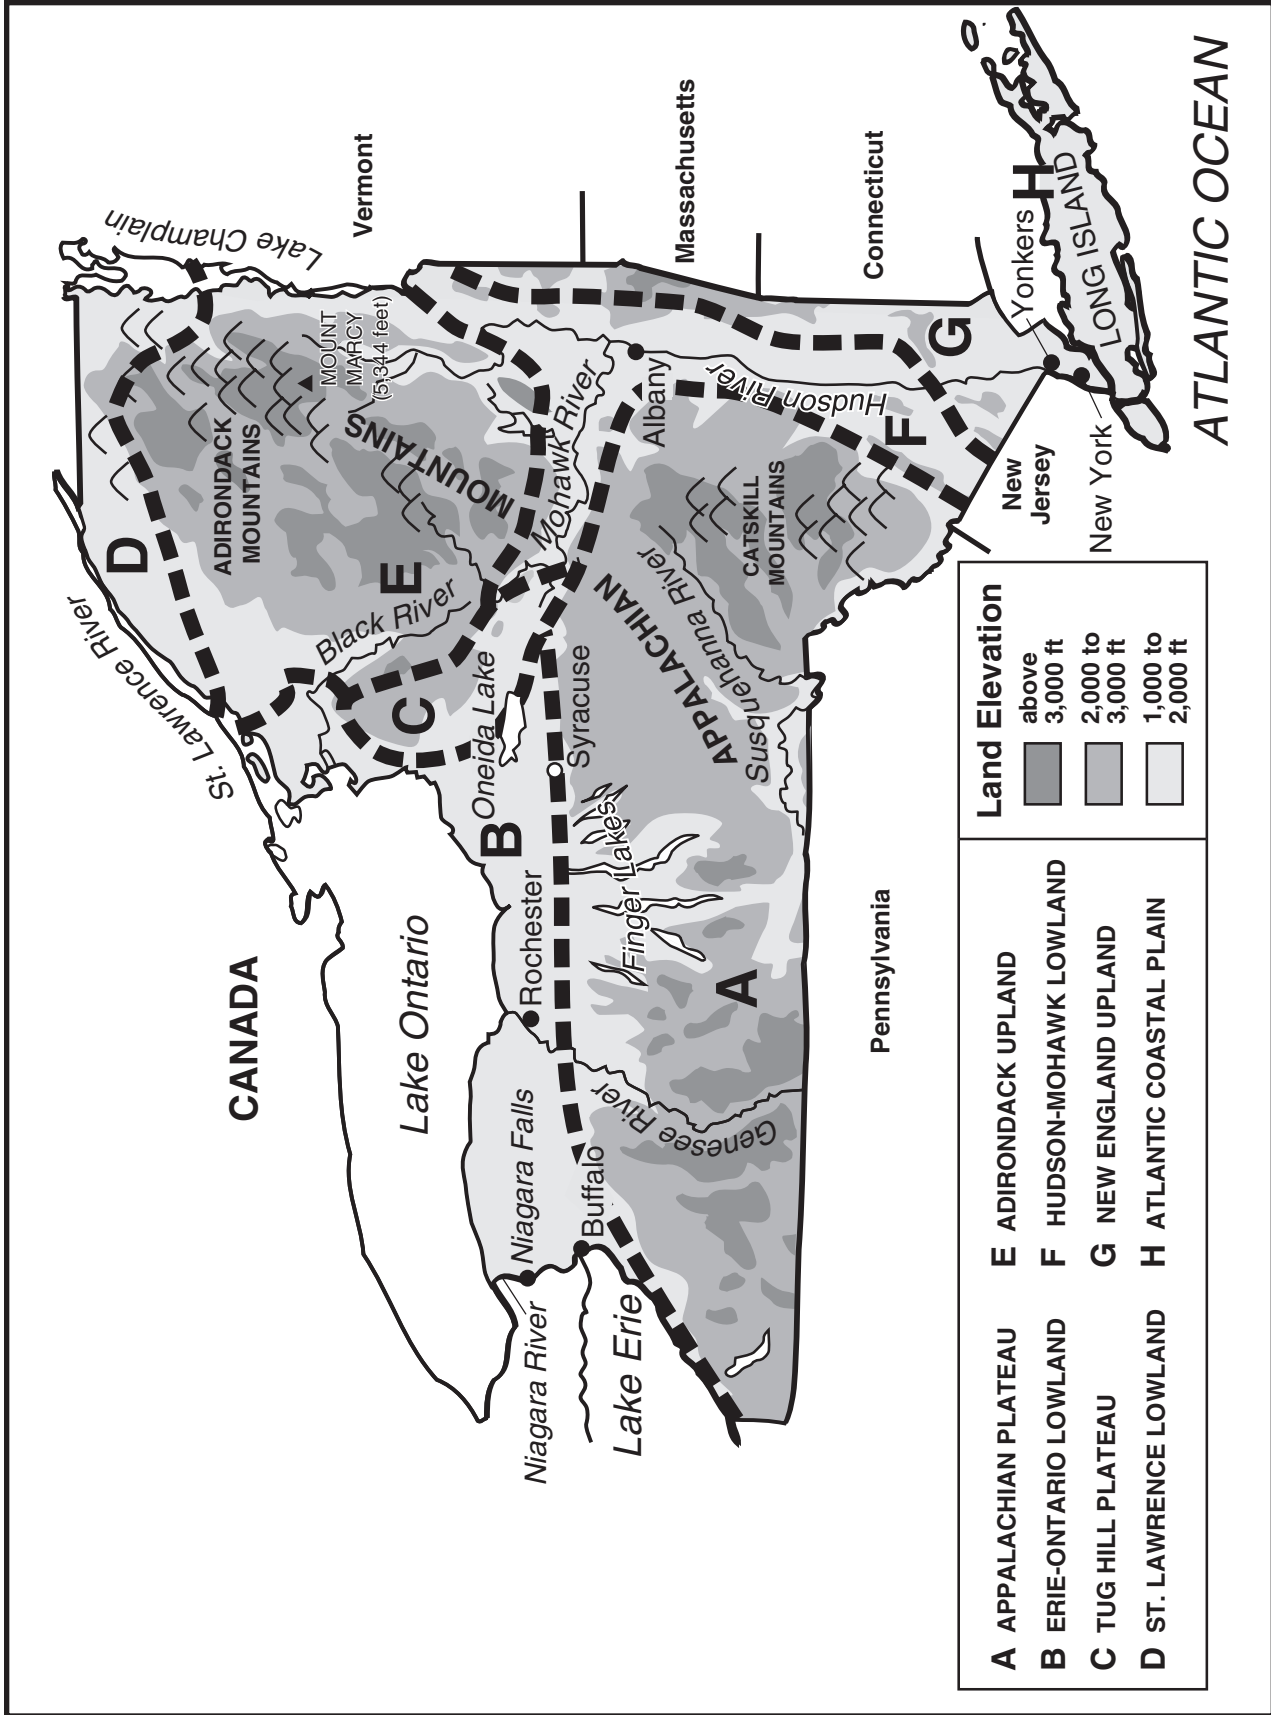 CANADA
St. Lawrence River
D
Lake Champlain
ADIRONDACK
MOUNTAINS
MOUNT
MARCY
(5,344 feet)
Vermont
E
MOUNTAINS
Black River
C
Lake Ontario
Oneida Lake
B
Mohawk River
Niagara River
Niagara Falls
Rochester
Syracuse
Buffalo
Lake Erie
Finger Lakes
Genesee River
APPALACHIAN
Albany
Massachusetts
Hudson River
Susquehanna River
A
CATSKILL
MOUNTAINS
Connecticut
F
G
Pennsylvania
New
Jersey
Yonkers
H
New York
LONG ISLAND
ATLANTIC OCEAN
A APPALACHIAN PLATEAU
B ERIE-ONTARIO LOWLAND
C TUG HILL PLATEAU
D ST. LAWRENCE LOWLAND
E ADIRONDACK UPLAND
F HUDSON-MOHAWK LOWLAND
G NEW ENGLAND UPLAND
H ATLANTIC COASTAL PLAIN
Land Elevation
above
3,000 ft
2,000 to
3,000 ft
1,000 to
2,000 ft